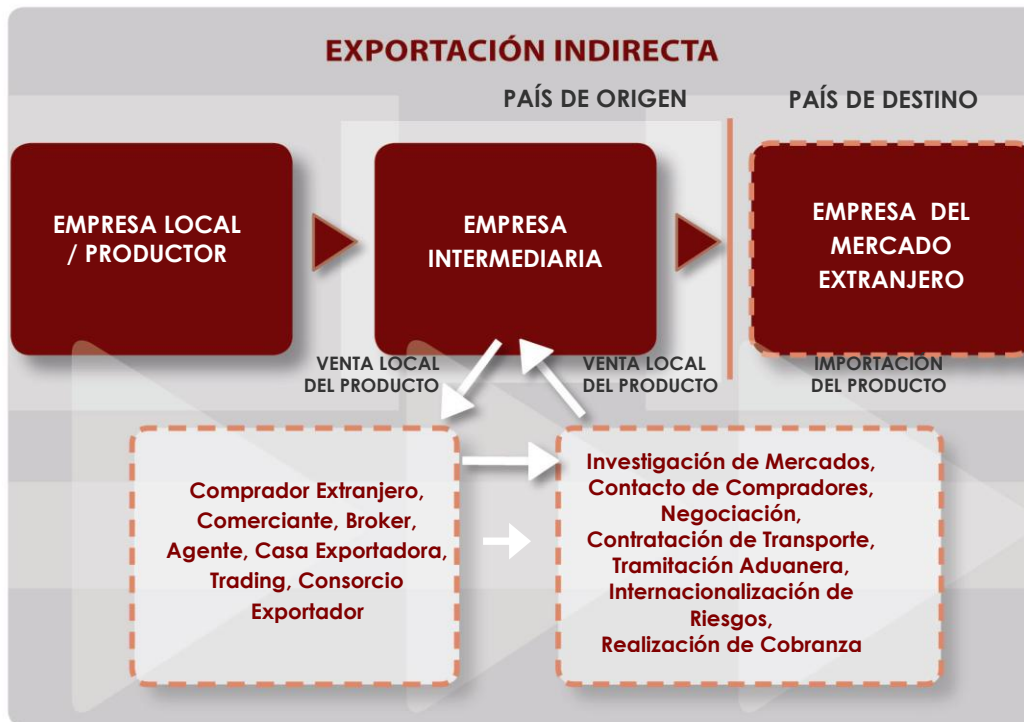 EXPORTACIÓN INDIRECTA
PAÍS DE ORIGEN
PAÍS DE DESTINO
EMPRESA LOCAL
/ PRODUCTOR
EMPRESA
INTERMEDIARIA
EMPRESA DEL
MERCADO
EXTRANJERO
VENTA LOCAL
DEL PRODUCTO
VENTA LOCAL
DEL PRODUCTO
IMPORTACIÓN
DEL PRODUCTO
Comprador Extranjero,
Comerciante, Broker,
Agente, Casa Exportadora,
Trading, Consorcio
Exportador
Investigación de Mercados,
Contacto de Compradores,
Negociación,
Contratación de Transporte,
Tramitación Aduanera,
Internacionalización de
Riesgos,
Realización de Cobranza